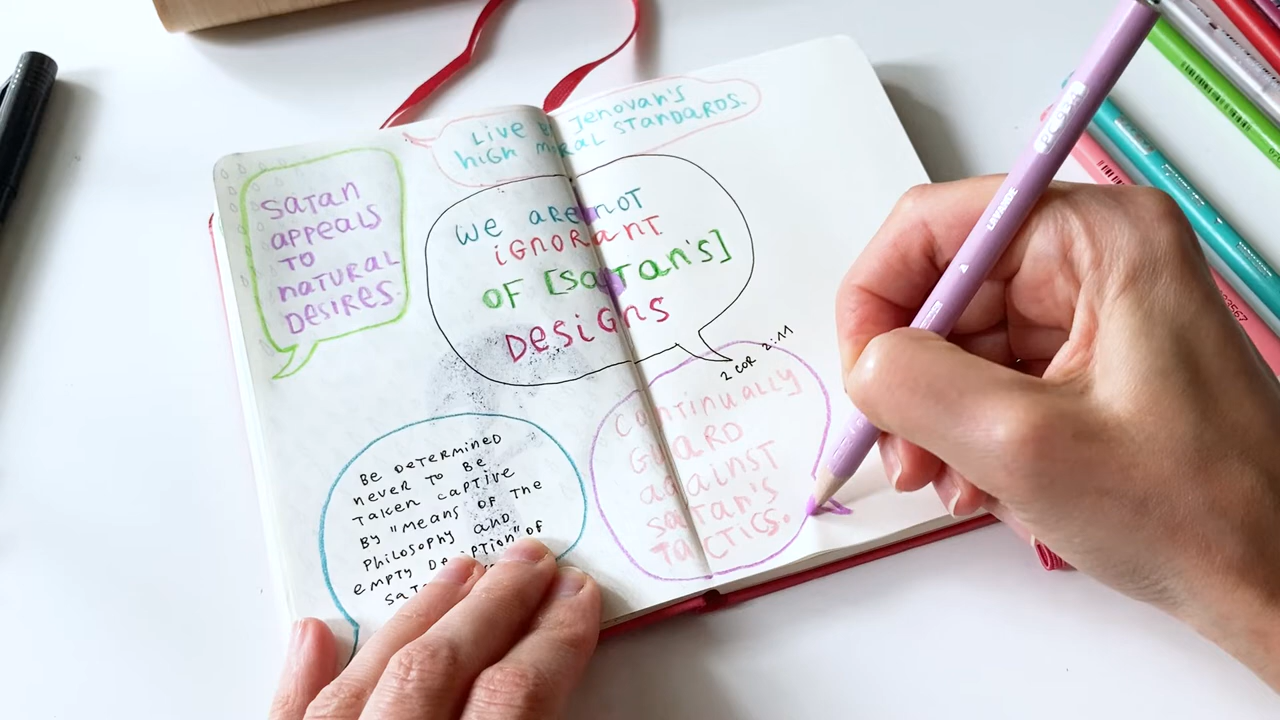 Live by Jehovah's
high moral standards.
Satan
appeals
to
natural
desires.
We are not
ignorant
of [Satan's]
designs
2 Cor 2:11
Be determined
never to be
taken captive
by "means of the
philosophy and
empty deception" of
Continually
guard
against
Satan's
tactics.